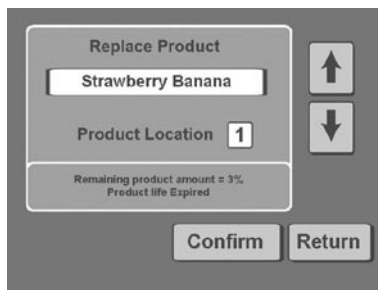 Replace Product
Strawberry Banana
Product Location 1
Remaining product amount = 3%
Product life Expired
Confirm Return